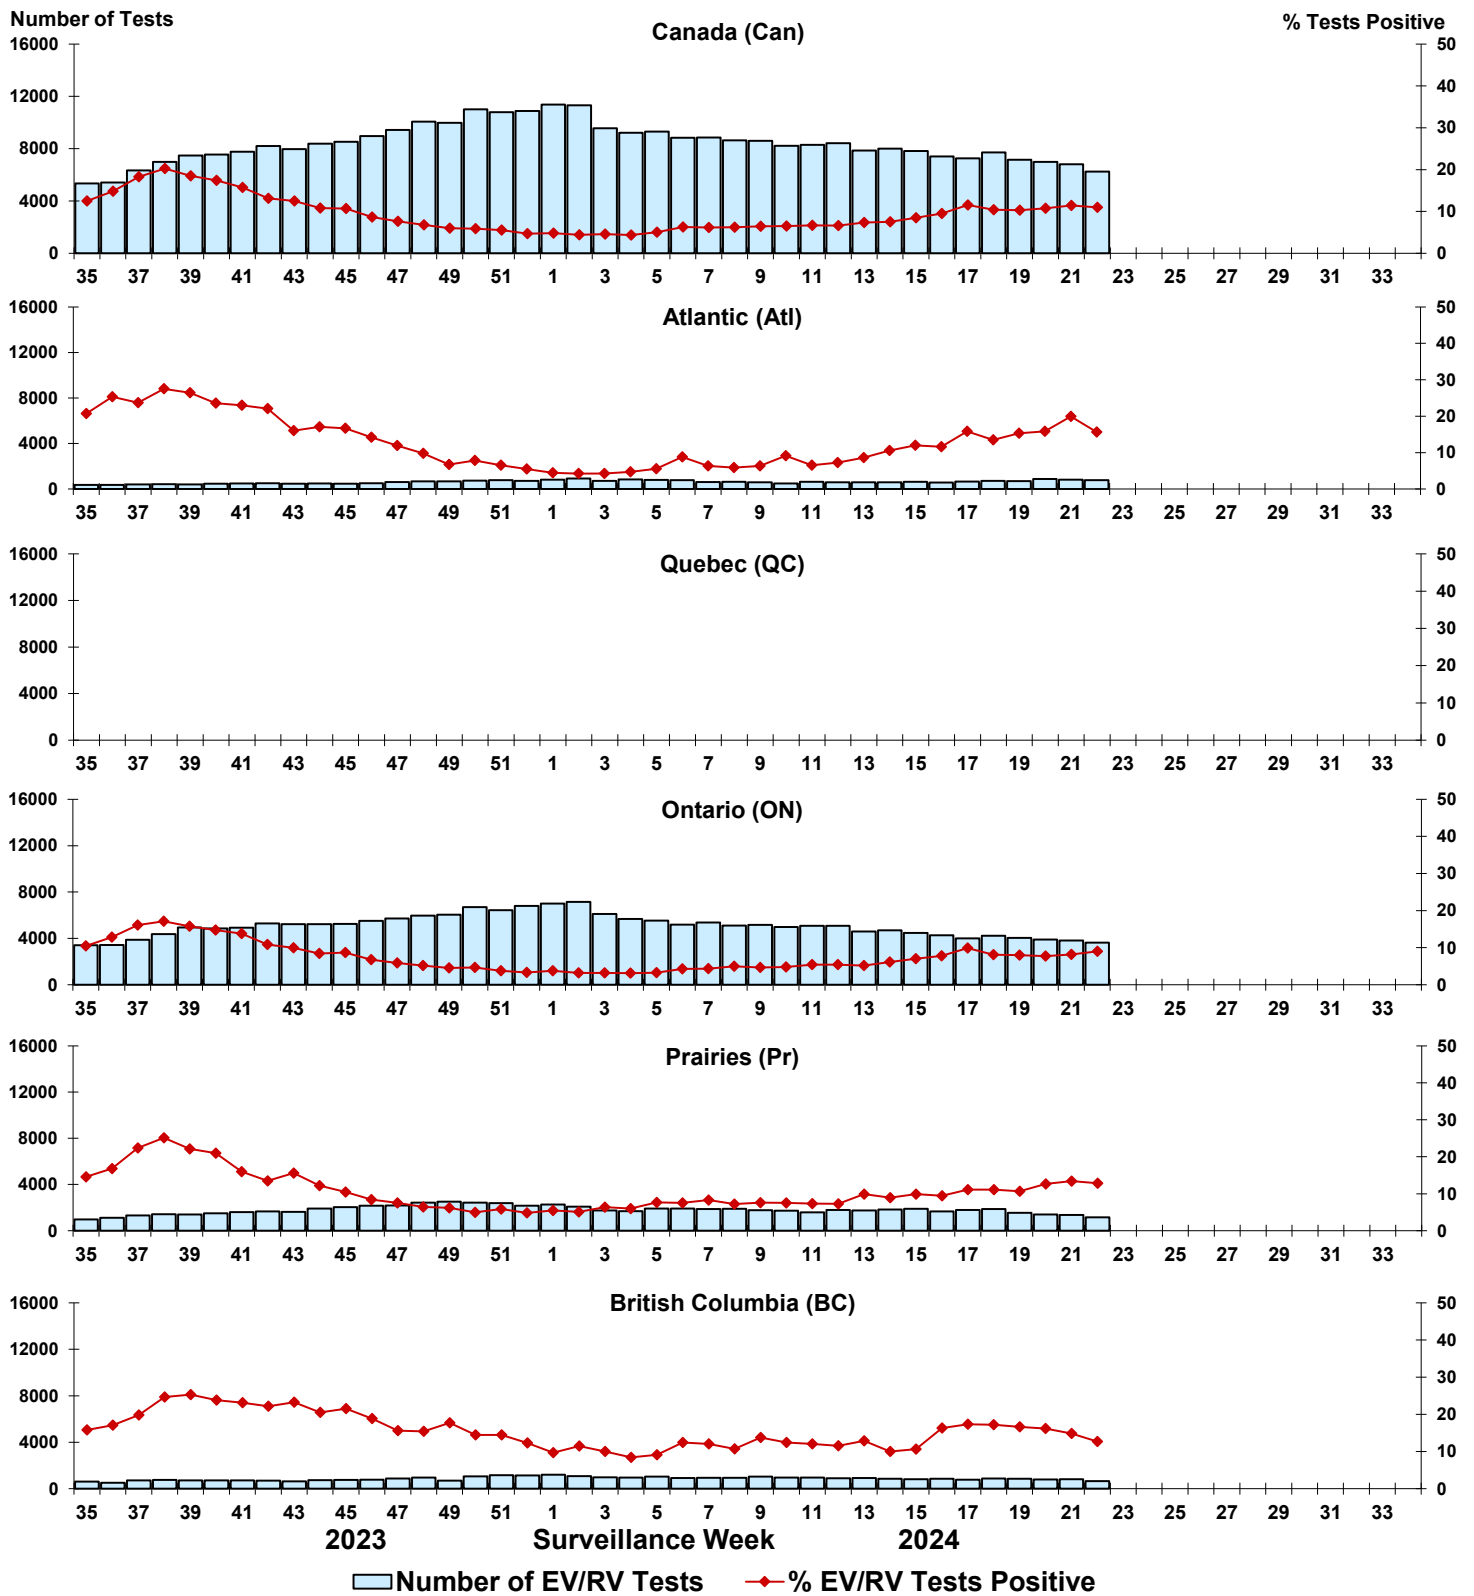 Number of Tests
% Tests Positive
Canada (Can)
16000 50
12000 40
30
8000
20
4000 10
0 0
35 37 39 41 43 45 47 49 51 1 3 5 7 9 11 13 15 17 19 21 23 25 27 29 31 33
Atlantic (Atl)
16000 50
12000 40
30
8000
20
4000 10
0 0
35 37 39 41 43 45 47 49 51 1 3 5 7 9 11 13 15 17 19 21 23 25 27 29 31 33
Quebec (QC)
16000 50
12000 40
30
8000
20
4000 10
0 0
35 37 39 41 43 45 47 49 51 1 3 5 7 9 11 13 15 17 19 21 23 25 27 29 31 33
Ontario (ON)
16000 50
12000 40
30
8000
20
4000 10
0 0
35 37 39 41 43 45 47 49 51 1 3 5 7 9 11 13 15 17 19 21 23 25 27 29 31 33
Prairies (Pr)
16000 50
12000 40
30
8000
20
4000 10
0 0
35 37 39 41 43 45 47 49 51 1 3 5 7 9 11 13 15 17 19 21 23 25 27 29 31 33
British Columbia (BC)
16000 50
12000 40
30
8000
20
4000 10
0 0
35 37 39 41 43 45 47 49 51 1 3 5 7 9 11 13 15 17 19 21 23 25 27 29 31 33
2023 Surveillance Week 2024
Number of EV/RV Tests % EV/RV Tests Positive